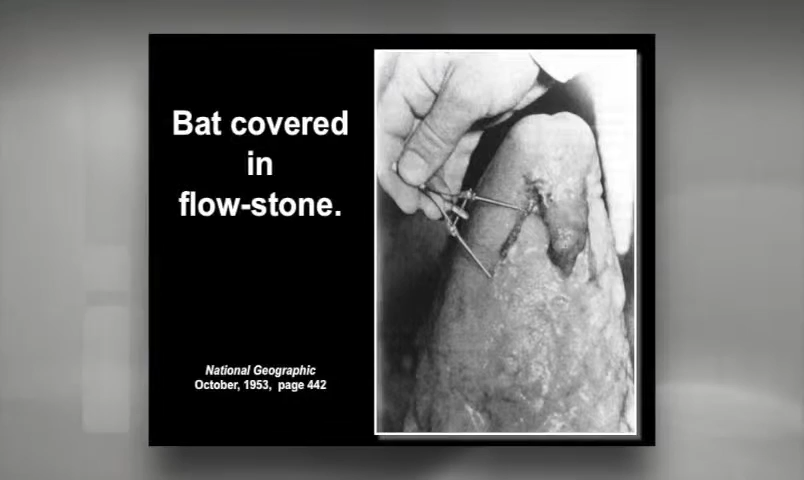 Bat covered
in
flow-stone.
National Geographic
October, 1953, page 442